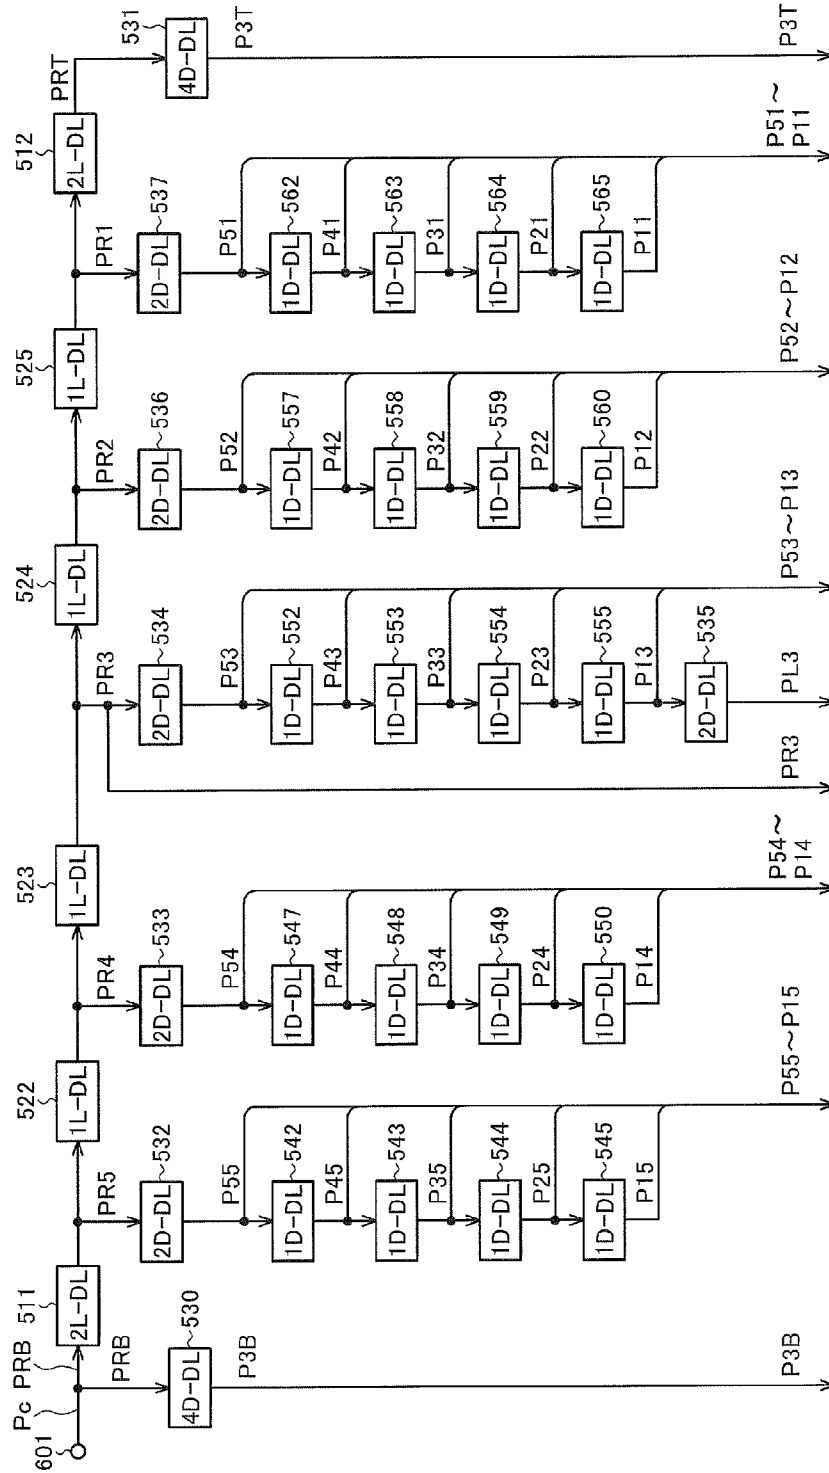 601
Pc
PRB
511
2L-DL
522
1L-DL
523
1L-DL
524
1L-DL
525
1L-DL
512
2L-DL
PRT
PRB
4D-DL
530
P3B
P3B
PR5
2D-DL
532
P55
1D-DL
542
P45
1D-DL
543
P35
1D-DL
544
P25
1D-DL
545
P15
P55~P15
PR4
2D-DL
533
P54
1D-DL
547
P44
1D-DL
548
P34
1D-DL
549
P24
1D-DL
550
P14
P54~
P14
PR3
PR3
2D-DL
534
P53
1D-DL
552
P43
1D-DL
553
P33
1D-DL
554
P23
1D-DL
555
P13
2D-DL
535
PL3
P53~P13
PR2
2D-DL
536
P52
1D-DL
557
P42
1D-DL
558
P32
1D-DL
559
P22
1D-DL
560
P12
P52~P12
PR1
2D-DL
537
P51
1D-DL
562
P41
1D-DL
563
P31
1D-DL
564
P21
1D-DL
565
P11
P51~
P11
4D-DL
531
P3T
P3T